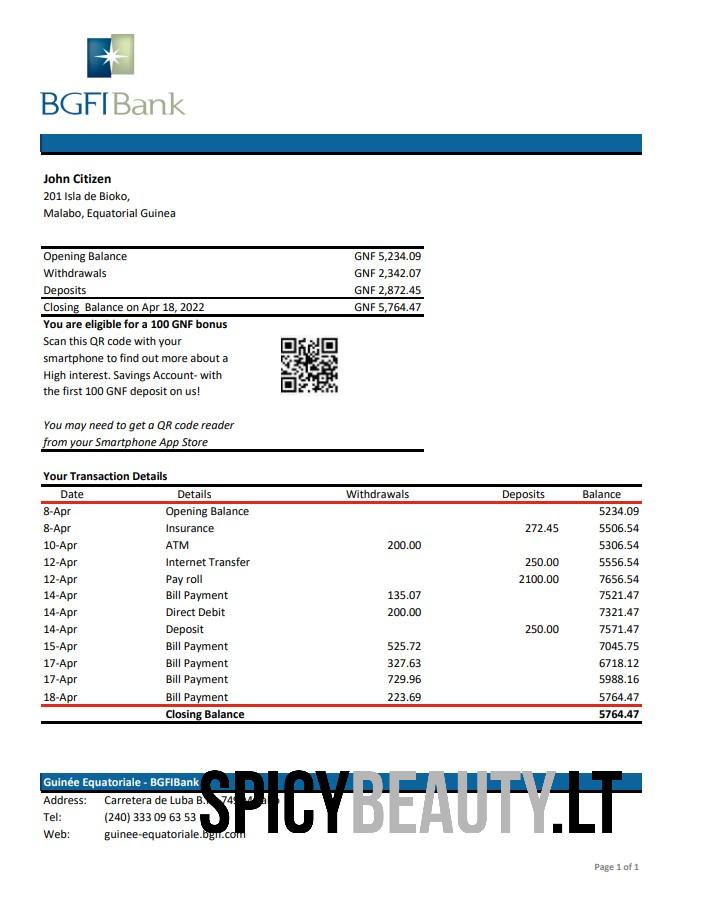 BGFIBank
John Citizen
201 Isla de Bioko,
Malabo, Equatorial Guinea
Opening Balance GNF 5,234.09
Withdrawals GNF 2,342.07
Deposits GNF 2,872.45
Closing Balance on Apr 18, 2022 GNF 5,764.47
You are eligible for a 100 GNF bonus
Scan this QR code with your
smartphone to find out more about a
High interest. Savings Account- with
the first 100 GNF deposit on us!
You may need to get a QR code reader
from your Smartphone App Store
Your Transaction Details
Date Details Withdrawals Deposits Balance
8-Apr Opening Balance 5234.09
8-Apr Insurance 272.45 5506.54
10-Apr ATM 200.00 5306.54
12-Apr Internet Transfer 250.00 5556.54
12-Apr Pay roll 2100.00 7656.54
14-Apr Bill Payment 135.07 7521.47
14-Apr Direct Debit 200.00 7321.47
14-Apr Deposit 250.00 7571.47
15-Apr Bill Payment 525.72 7045.75
17-Apr Bill Payment 327.63 6718.12
17-Apr Bill Payment 729.96 5988.16
18-Apr Bill Payment 223.69 5764.47
Closing Balance 5764.47
Guinée Equatoriale - BGFIBank
SPICYBEAUTY.LT
Address: Carretera de Luba
Tel: (240) 333 09 63 53
Web: guinee-equatoriale.bgfi.com
Page 1 of 1